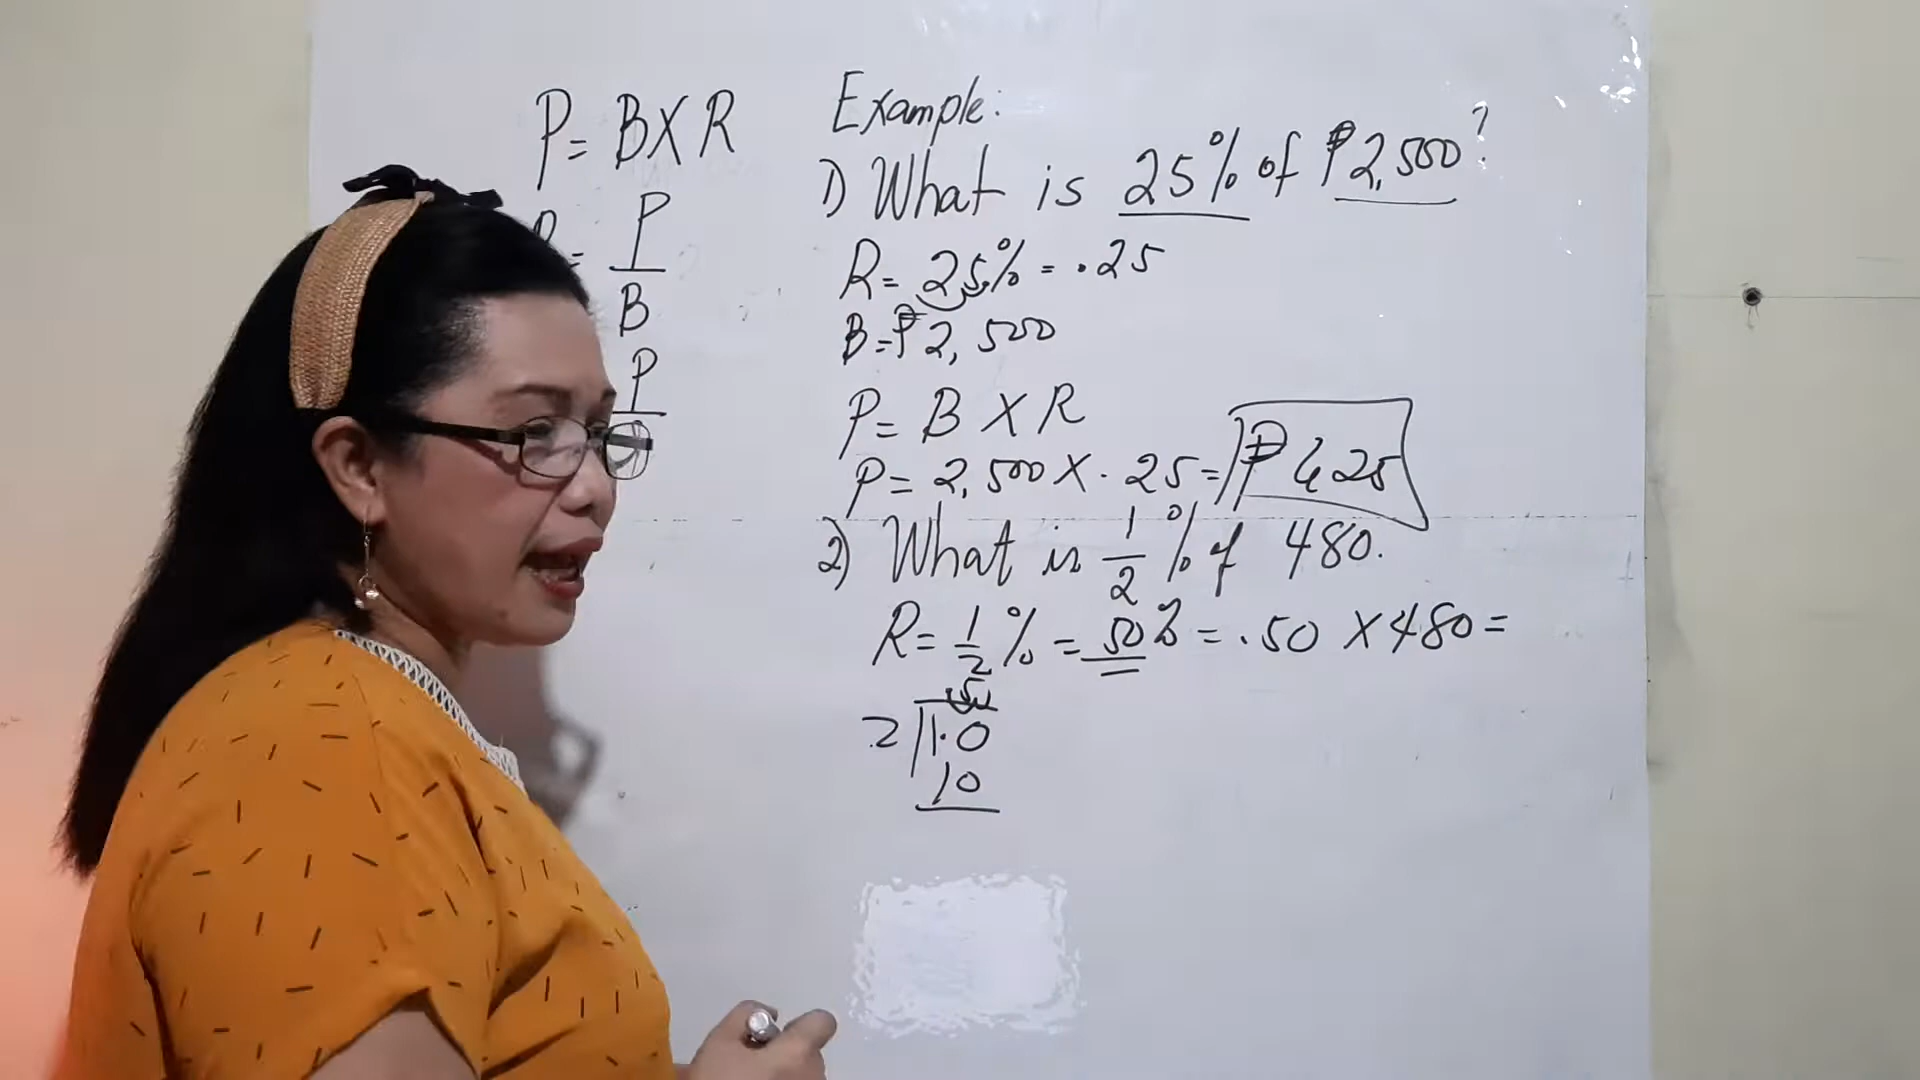 P = B X R
= P
B
P
Example:
1) What is 25% of ₱2,500?
R = 25% = .25
B = ₱2,500
P = B X R
P = 2,500 X .25 = ₱625
2) What is 1/2 % of 480.
R = 1/2 % = 50% = .50 X 480 =
5
2 1.0
10